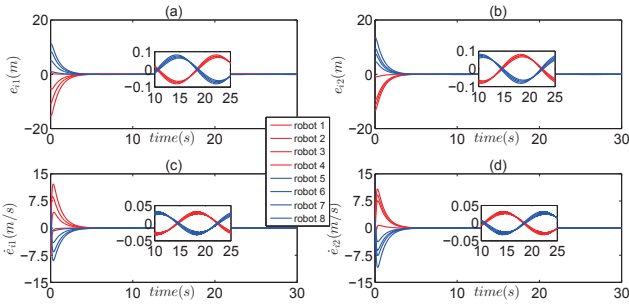 (a)
20
0
−20
e_{i1}(m)
0.1
0
−0.1
10 15 20 25
0 10 20 30
time(s)
(b)
20
0
−20
e_{i2}(m)
0.1
0
−0.1
10 15 20 25
0 10 20 30
time(s)
robot 1
robot 2
robot 3
robot 4
robot 5
robot 6
robot 7
robot 8
(c)
15
7.5
0
−7.5
−15
ė_{i1}(m/s)
0.05
0
−0.05
10 15 20 25
0 10 20 30
time(s)
(d)
15
7.5
0
−7.5
−15
ė_{i2}(m/s)
0.05
0
−0.05
10 15 20 25
0 10 20 30
time(s)